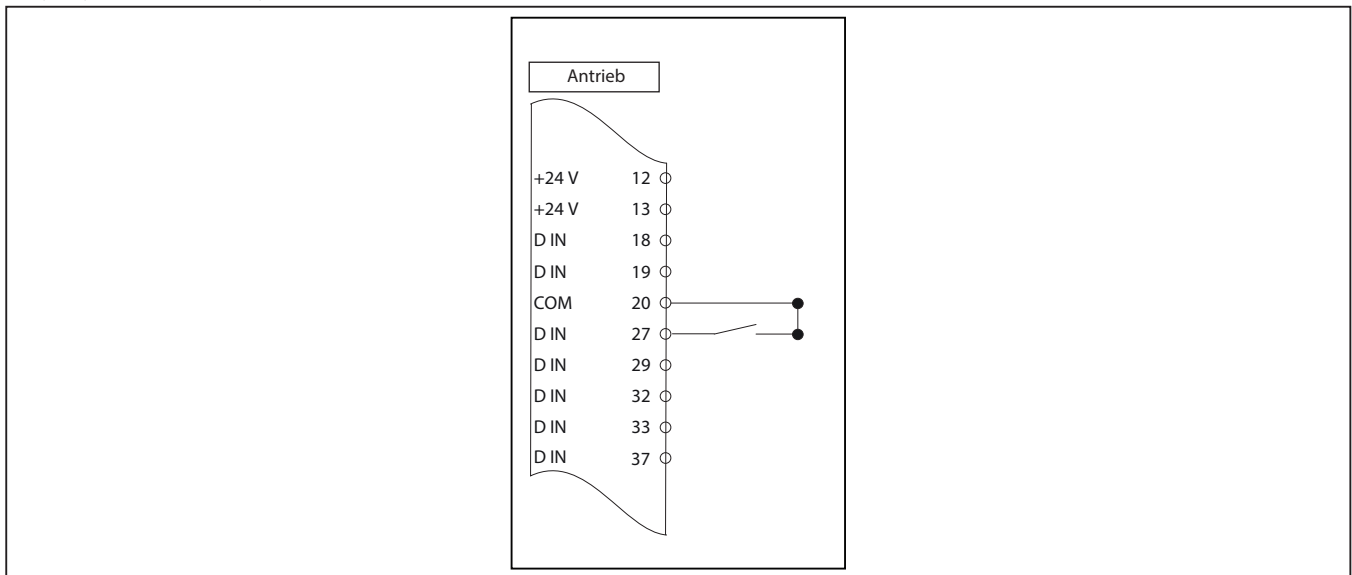 Antrieb
+24 V 12
+24 V 13
D IN 18
D IN 19
COM 20
D IN 27
D IN 29
D IN 32
D IN 33
D IN 37